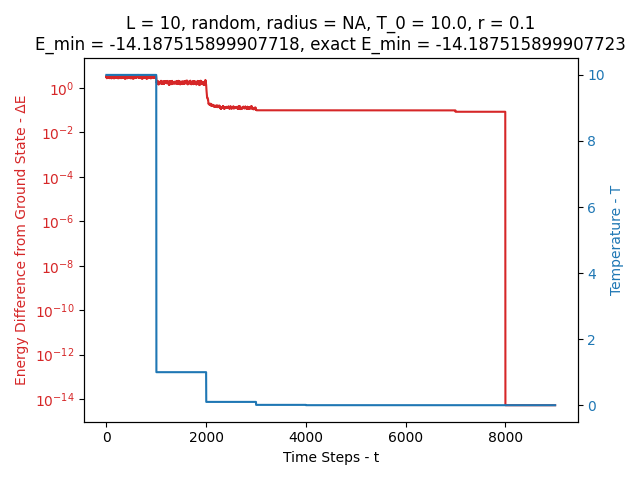 L = 10, random, radius = NA, T_0 = 10.0, r = 0.1
E_min = -14.187515899907718, exact E_min = -14.187515899907723
Energy Difference from Ground State - ΔE
10⁰
10⁻²
10⁻⁴
10⁻⁶
10⁻⁸
10⁻¹⁰
10⁻¹²
10⁻¹⁴
10
8
6
4
2
0
Temperature - T
0 2000 4000 6000 8000
Time Steps - t